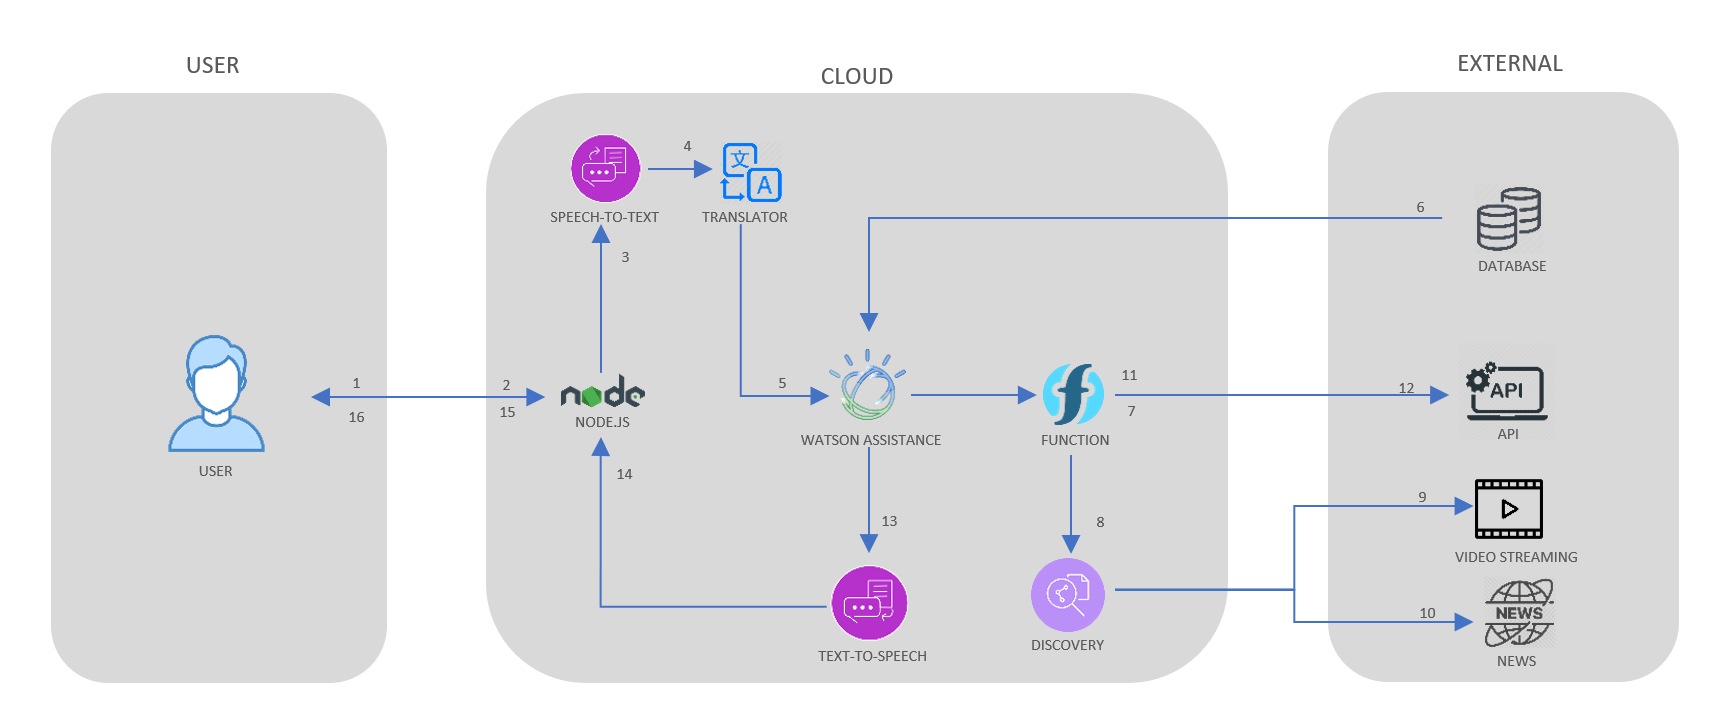 USER
CLOUD
EXTERNAL
4
文
A
SPEECH-TO-TEXT
TRANSLATOR
6
3
DATABASE
1
2
5
11
12
API
16
15
node
7
NODE.JS
WATSON ASSISTANCE
FUNCTION
API
USER
14
13
8
9
VIDEO STREAMING
10
NEWS
TEXT-TO-SPEECH
DISCOVERY
NEWS